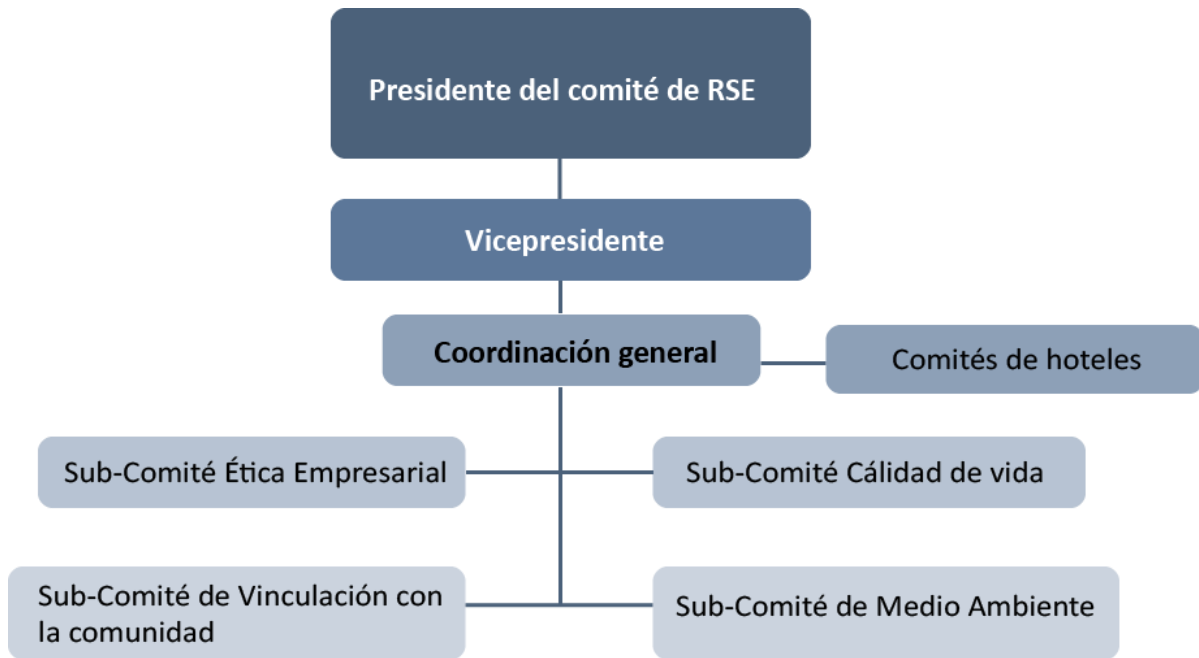 Presidente del comité de RSE
Vicepresidente
Coordinación general
Comités de hoteles
Sub-Comité Ética Empresarial
Sub-Comité Cálidad de vida
Sub-Comité de Vinculación con
la comunidad
Sub-Comité de Medio Ambiente